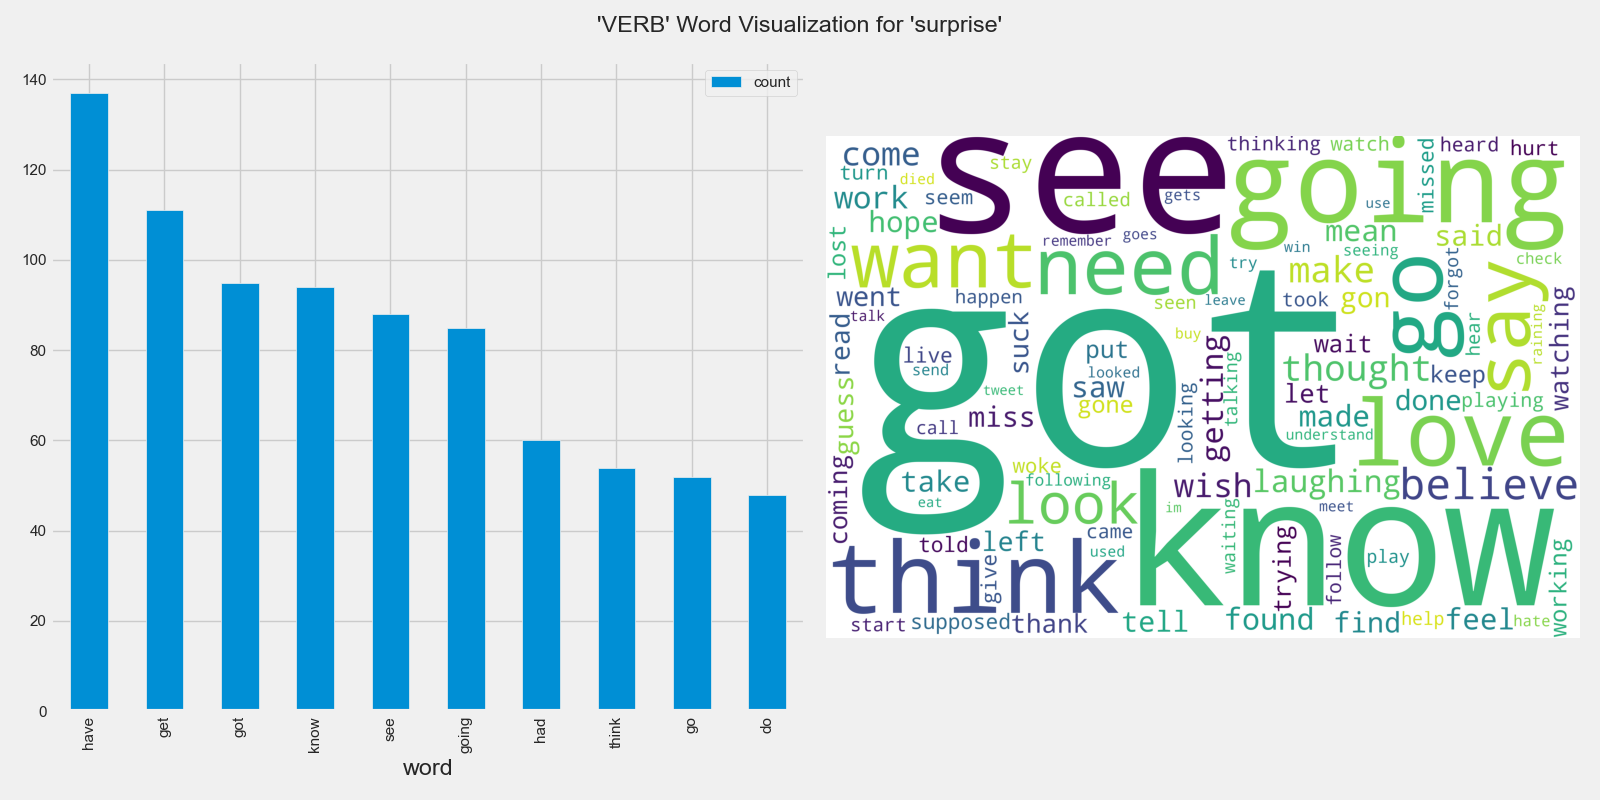 'VERB' Word Visualization for 'surprise'
count
140
120
100
80
60
40
20
0
have get got know see going had think go do
word
see
going
got
know
think
want
need
go
say
love
come
turn
died
stay
work
seem
called
gets
hope
thinking
watch
heard
hurt
missed
use
mean
said
lost
remember
goes
win
seeing
check
try
make
forgot
went
happen
seen
leave
took
gon
talk
read
suck
buy
wait
hear
raining
watching
live
send
put
looked
saw
gone
tweet
getting
talking
thought
keep
let
done
playing
guess
call
miss
looking
made
understand
coming
take
woke
following
eat
look
wish
laughing
believe
im
meet
told
left
came
used
give
waiting
trying
follow
play
working
start
supposed
thank
tell
found
find
help
feel
hate